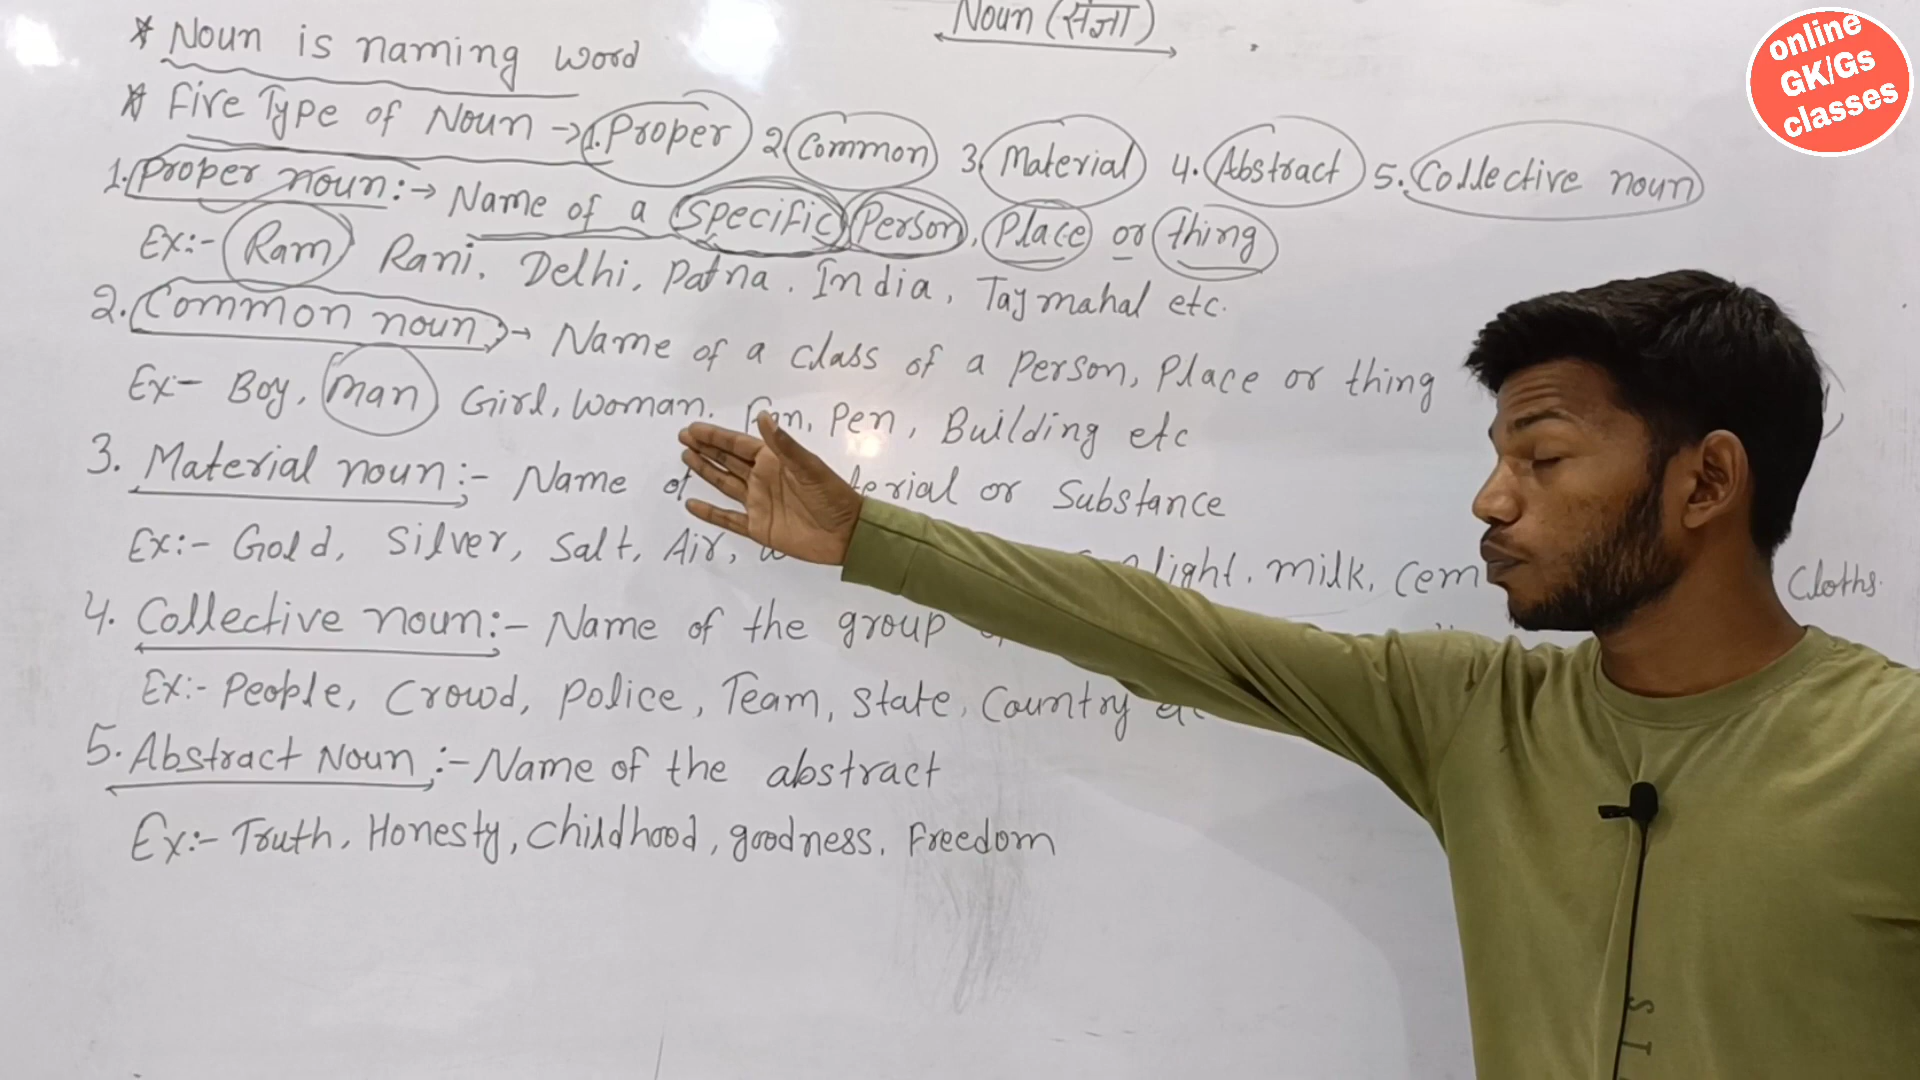 Noun (संज्ञा)
online
GK/Gs
classes
* Noun is naming word
* Five Type of Noun → 1. Proper 2. Common 3. Material 4. Abstract 5. Collective noun
1. Proper noun :→ Name of a Specific Person, Place or thing
Ex:- Ram Rani, Delhi, Patna, India, Tajmahal etc.
2. Common noun :→ Name of a class of a Person, Place or thing
Ex- Boy, man Girl, woman, Pen, Building etc
3. Material noun :- Name of or Substance
Ex:- Gold, Silver, Salt, Air, light, milk, Cloths.
4. Collective noun :- Name of the group
Ex:- People, Crowd, Police, Team, State, Country etc
5. Abstract Noun :- Name of the abstract
Ex:- Truth, Honesty, Childhood, goodness, Freedom